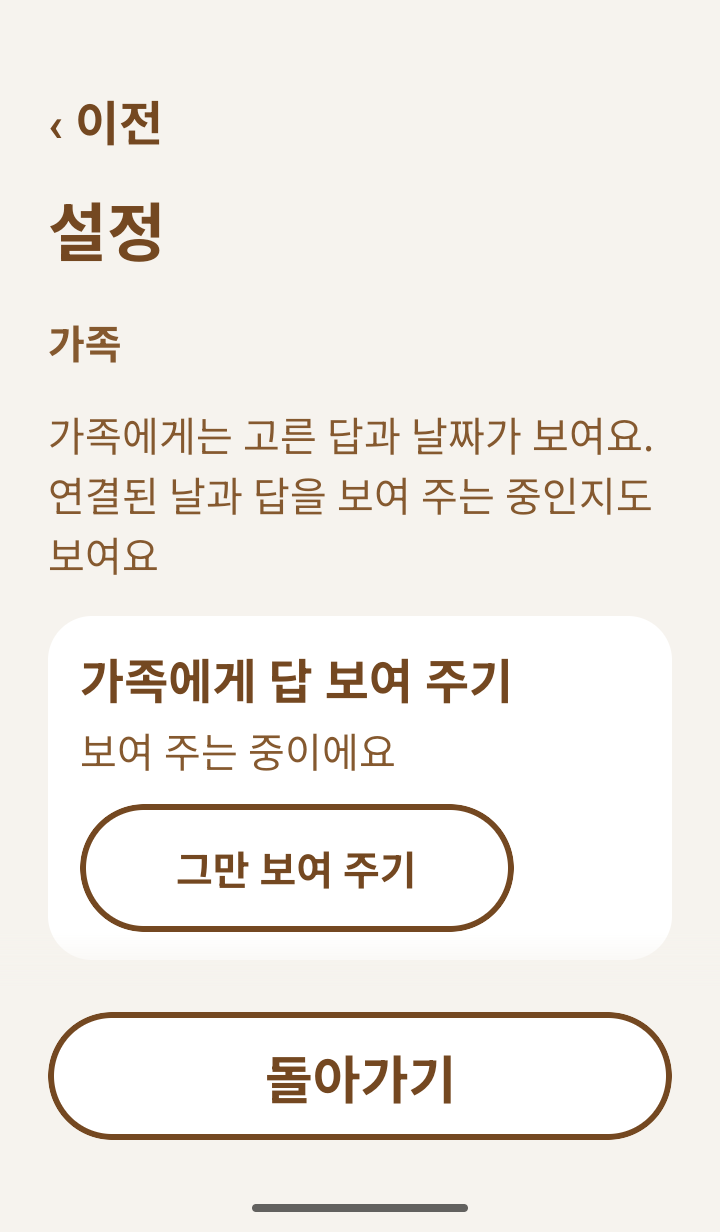 ‹ 이전
설정
가족
가족에게는 고른 답과 날짜가 보여요.
연결된 날과 답을 보여 주는 중인지도
보여요
가족에게 답 보여 주기
보여 주는 중이에요
그만 보여 주기
돌아가기